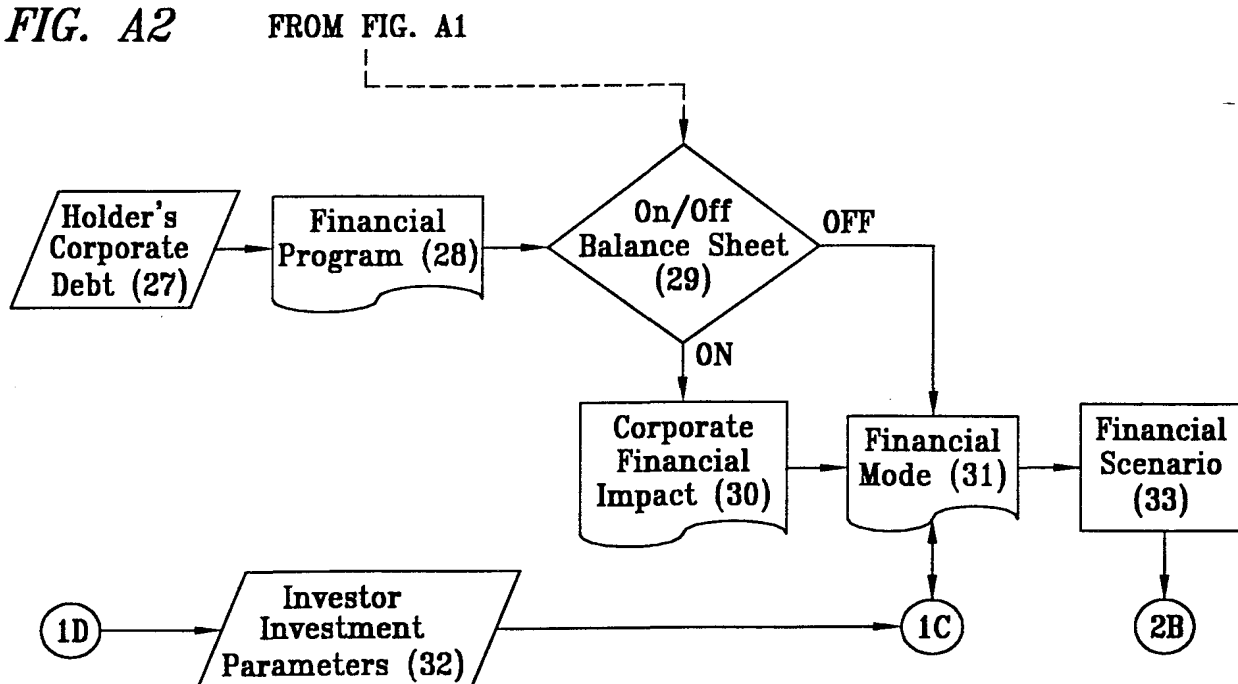 FIG. A2
FROM FIG. A1
Holder's
Corporate
Debt (27)
Financial
Program (28)
On/Off
Balance Sheet
(29)
OFF
ON
Corporate
Financial
Impact (30)
Financial
Mode (31)
Financial
Scenario
(33)
1D
Investor
Investment
Parameters (32)
1C
2B